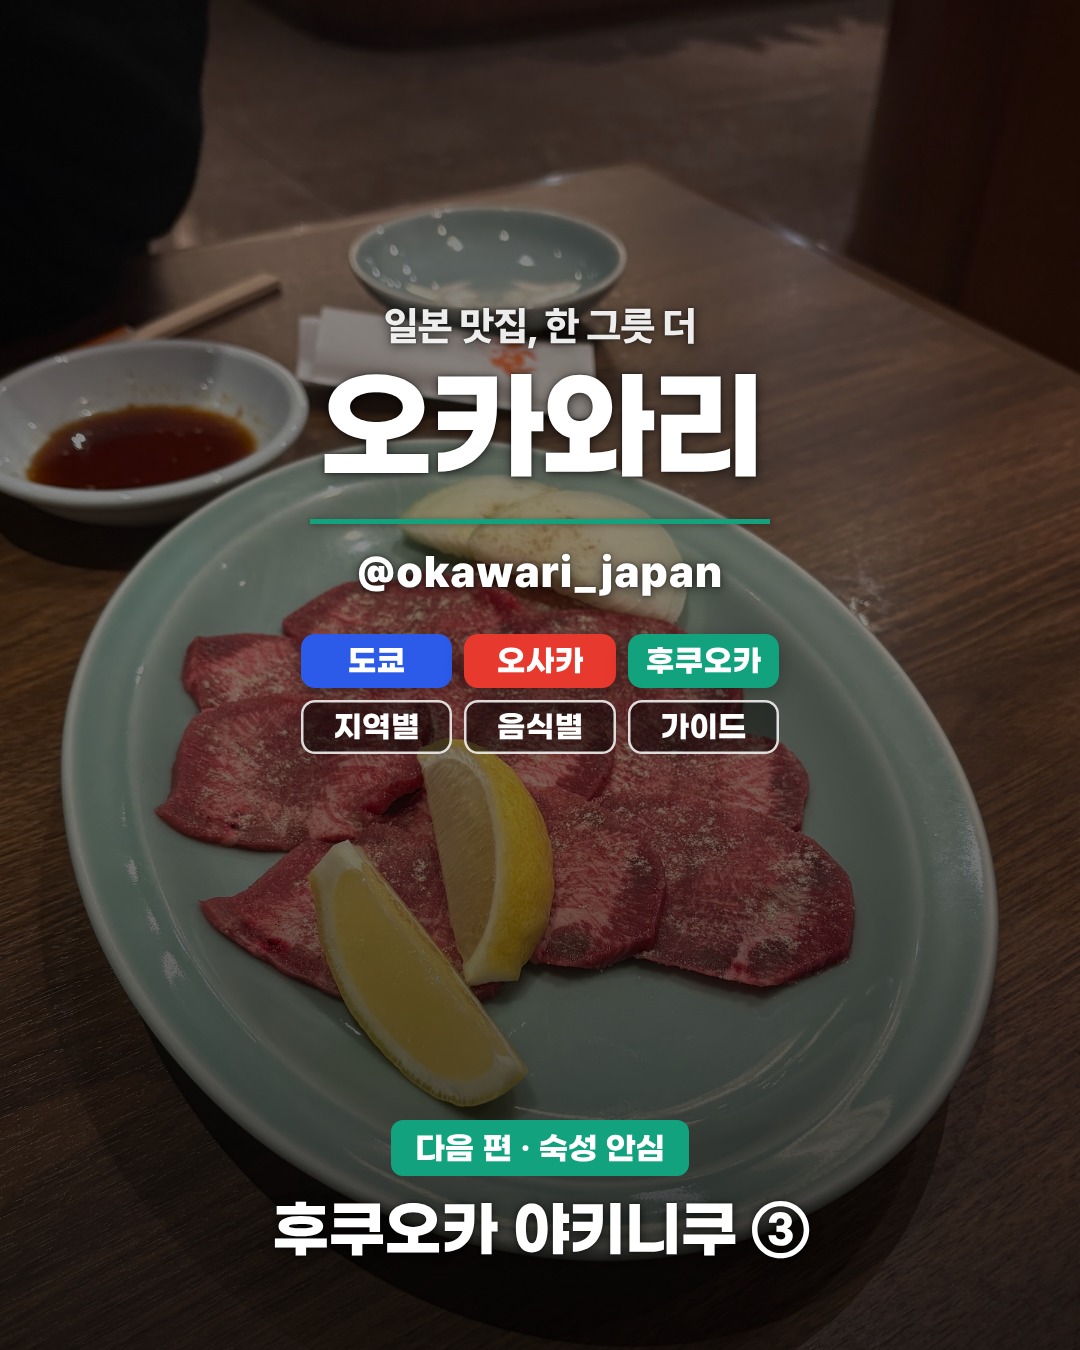 일본 맛집, 한 그릇 더
오카와리
@okawari_japan
도쿄 오사카 후쿠오카
지역별 음식별 가이드
다음 편 · 숙성 안심
후쿠오카 야키니쿠 ③